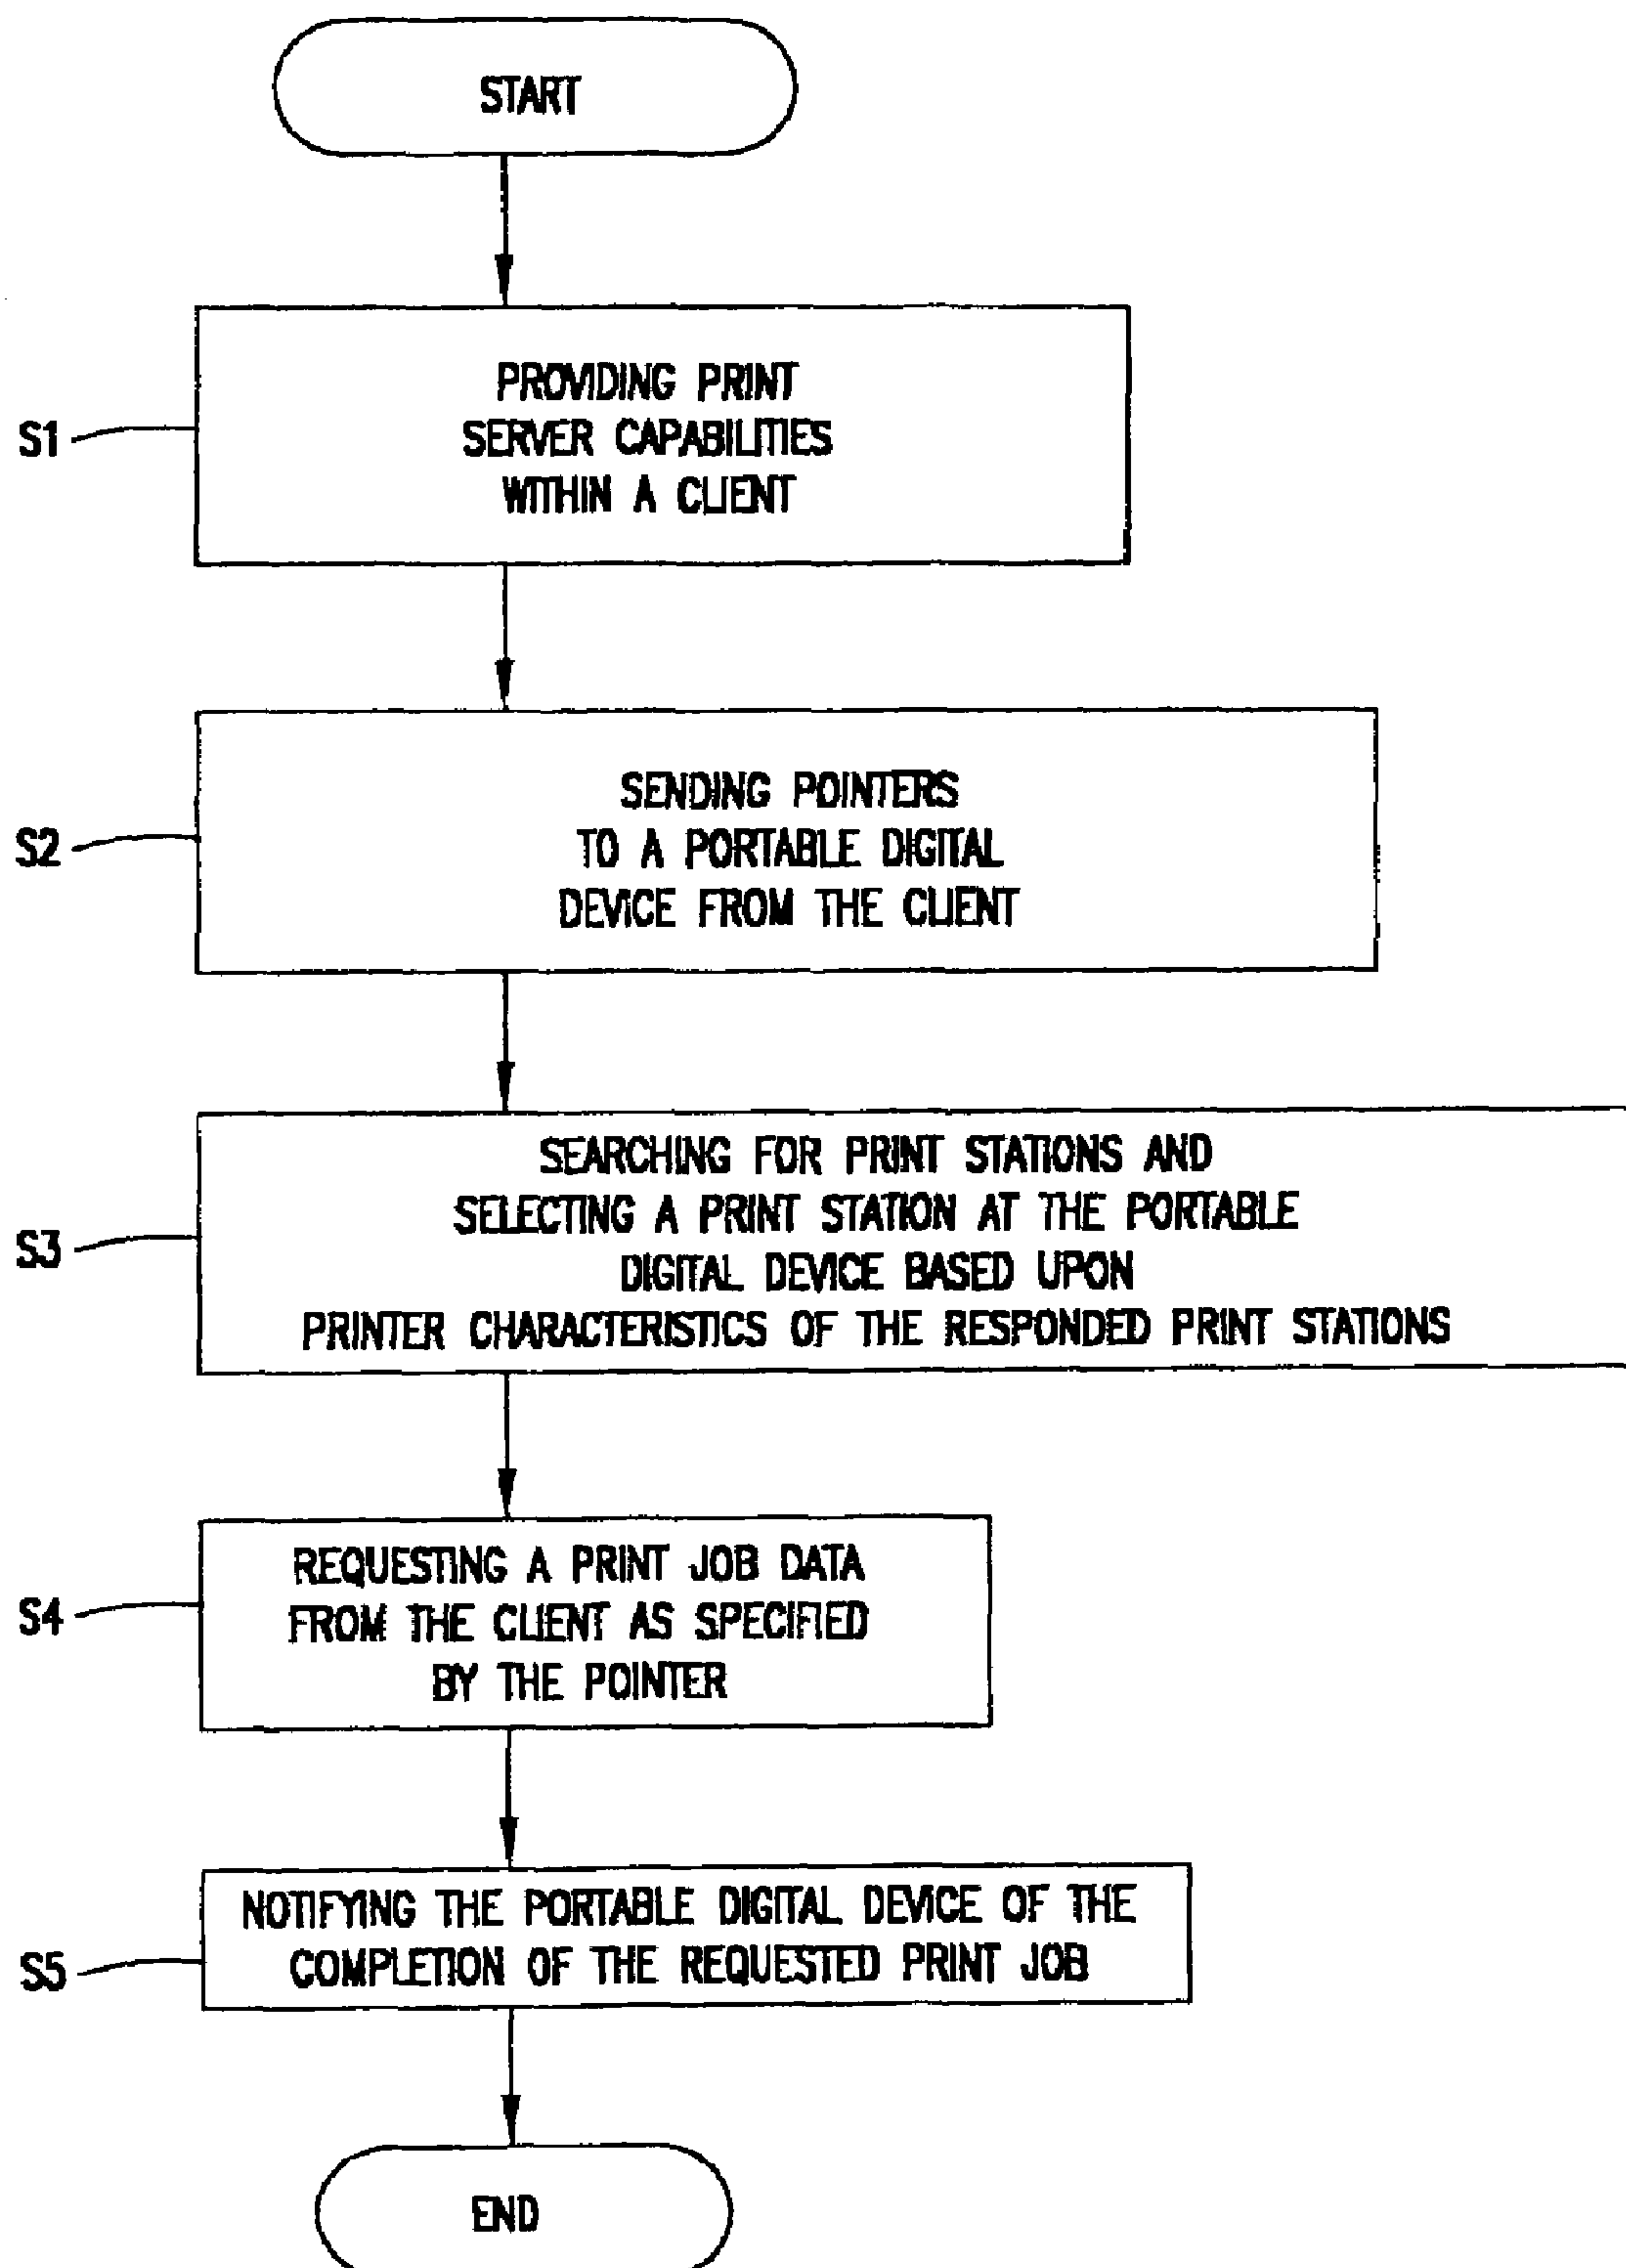 START
S1
PROVIDING PRINT
SERVER CAPABILITIES
WITHIN A CLIENT
S2
SENDING POINTERS
TO A PORTABLE DIGITAL
DEVICE FROM THE CLIENT
S3
SEARCHING FOR PRINT STATIONS AND
SELECTING A PRINT STATION AT THE PORTABLE
DIGITAL DEVICE BASED UPON
PRINTER CHARACTERISTICS OF THE RESPONDED PRINT STATIONS
S4
REQUESTING A PRINT JOB DATA
FROM THE CLIENT AS SPECIFIED
BY THE POINTER
S5
NOTIFYING THE PORTABLE DIGITAL DEVICE OF THE
COMPLETION OF THE REQUESTED PRINT JOB
END